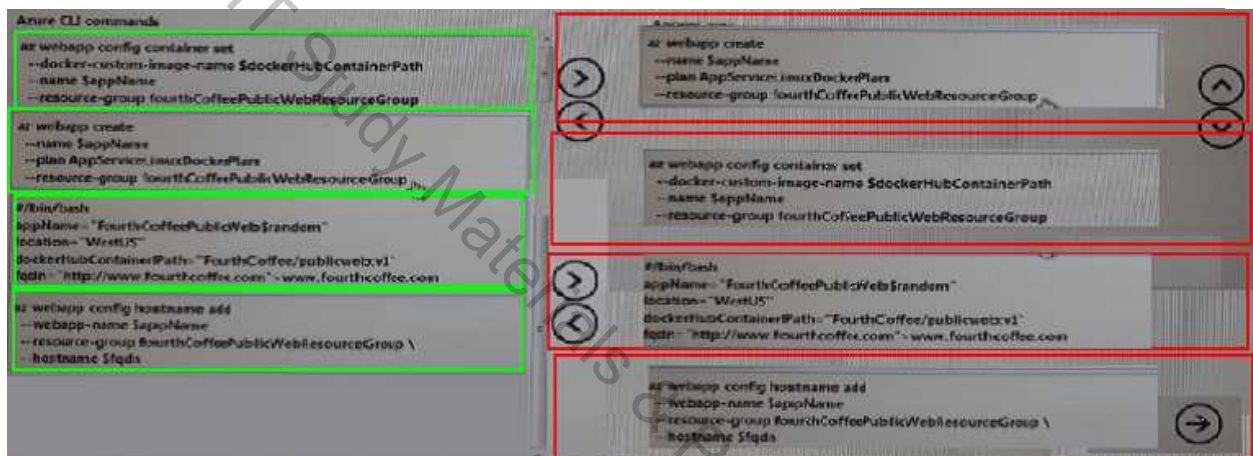 Azure CLI commands
az webapp config container set
--docker-custom-image-name $dockerHubContainerPath
--name $appName
--resource-group fourthCoffeePublicWebResourceGroup
az webapp create
--name $appName
--plan AppServiceLinuxDockerPlan
--resource-group fourthCoffeePublicWebResourceGroup
#/bin/bash
appName="FourthCoffeePublicWeb$random"
location="WestUS"
dockerHubContainerPath="FourthCoffee/publicweb:v1"
fqdn="http://www.fourthcoffee.com">www.fourthcoffee.com
az webapp config hostname add
--webapp-name $appName
--resource-group fourthCoffeePublicWebResourceGroup \
--hostname $fqdn
az webapp create
--name $appName
--plan AppServiceLinuxDockerPlan
--resource-group fourthCoffeePublicWebResourceGroup
az webapp config container set
--docker-custom-image-name $dockerHubContainerPath
--name $appName
--resource-group fourthCoffeePublicWebResourceGroup
#/bin/bash
appName="FourthCoffeePublicWeb$random"
location="WestUS"
dockerHubContainerPath="FourthCoffee/publicweb:v1"
fqdn="http://www.fourthcoffee.com">www.fourthcoffee.com
az webapp config hostname add
--webapp-name $appName
--resource-group fourthCoffeePublicWebResourceGroup \
--hostname $fqdn
Study Materials